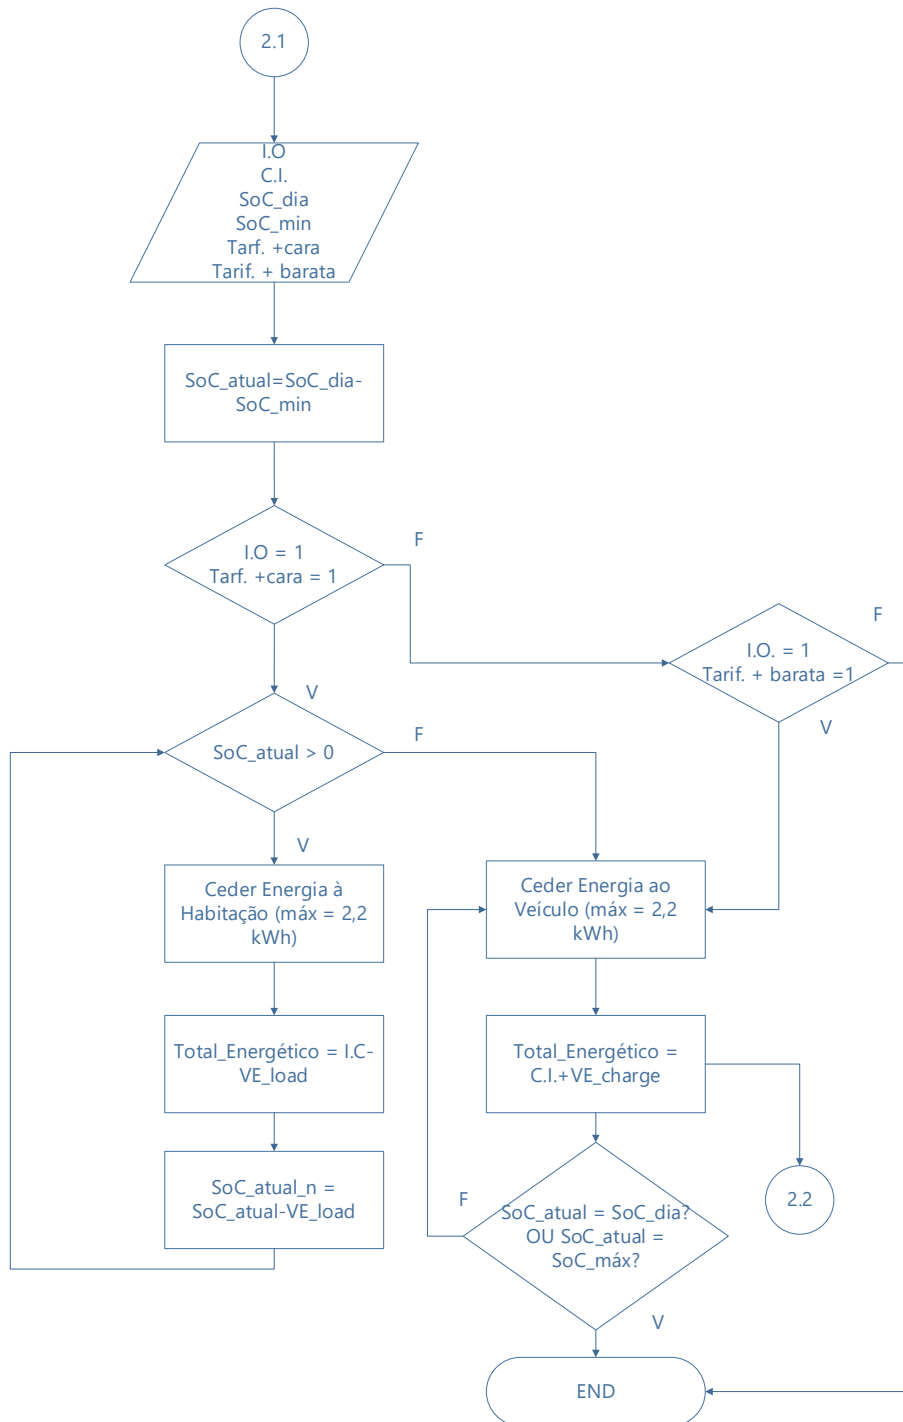 2.1
I.O
C.I.
SoC_dia
SoC_min
Tarf. +cara
Tarif. + barata
SoC_atual=SoC_dia-
SoC_min
I.O = 1
Tarf. +cara = 1
F
I.O. = 1
Tarif. + barata =1
F
V
V
SoC_atual > 0
F
V
Ceder Energia à
Habitação (máx = 2,2
kWh)
Ceder Energia ao
Veículo (máx = 2,2
kWh)
Total_Energético = I.C-
VE_load
Total_Energético =
C.I.+VE_charge
SoC_atual_n =
SoC_atual-VE_load
F
SoC_atual = SoC_dia?
OU SoC_atual =
SoC_máx?
2.2
V
END